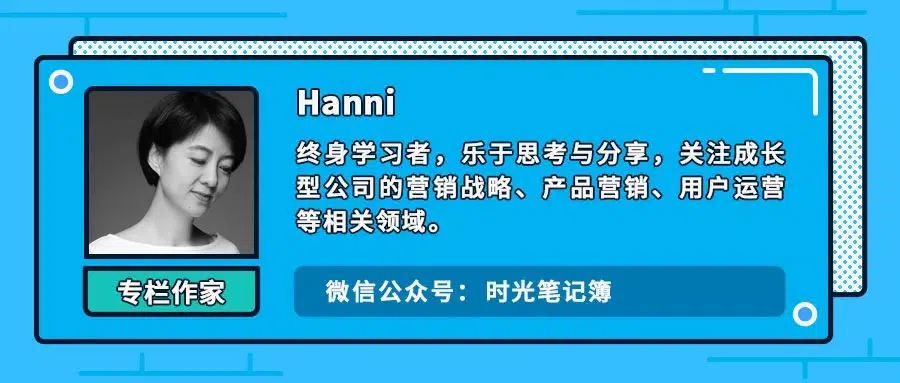 Hanni
终身学习者，乐于思考与分享，关注成长
型公司的营销战略、产品营销、用户运营
等相关领域。
专栏作家
微信公众号：时光笔记簿